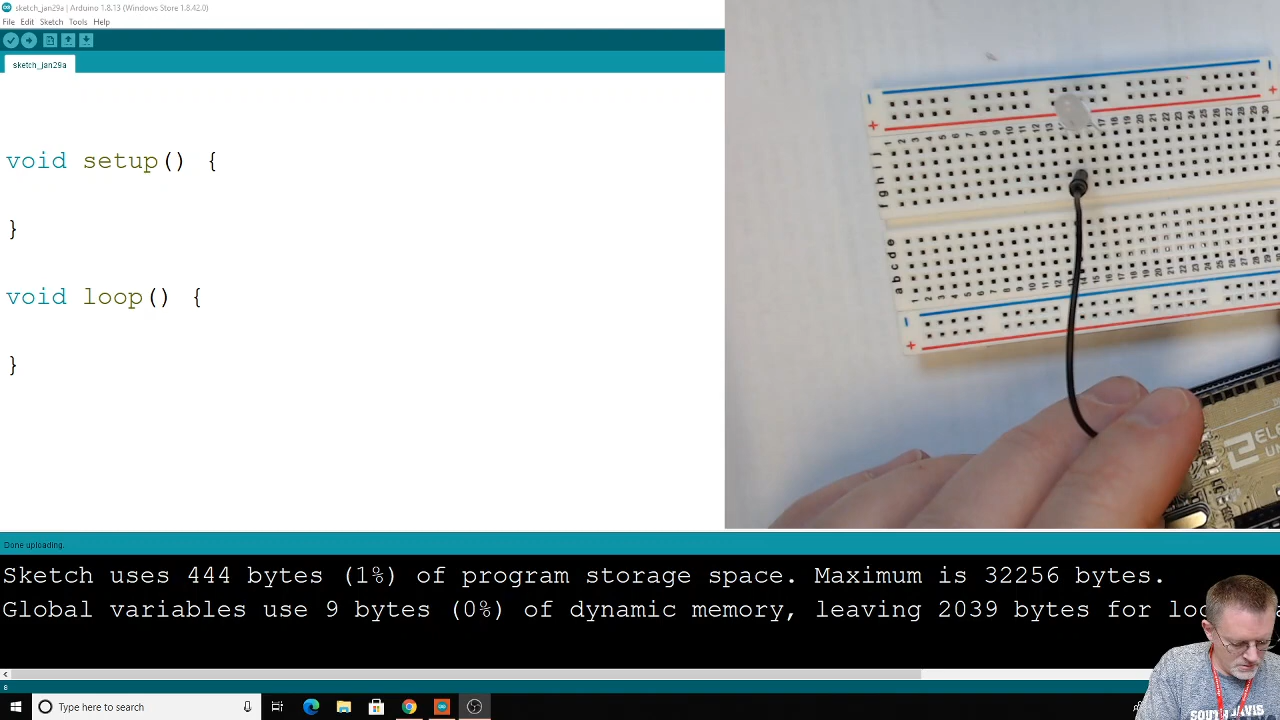 sketch_jan29a | Arduino 1.8.13 (Windows Store 1.8.42.0)
File Edit Sketch Tools Help
sketch_jan29a
void setup() {
}
void loop() {
}
Done uploading.
Sketch uses 444 bytes (1%) of program storage space. Maximum is 32256 bytes.
Global variables use 9 bytes (0%) of dynamic memory, leaving 2039 bytes for
8
Type here to search